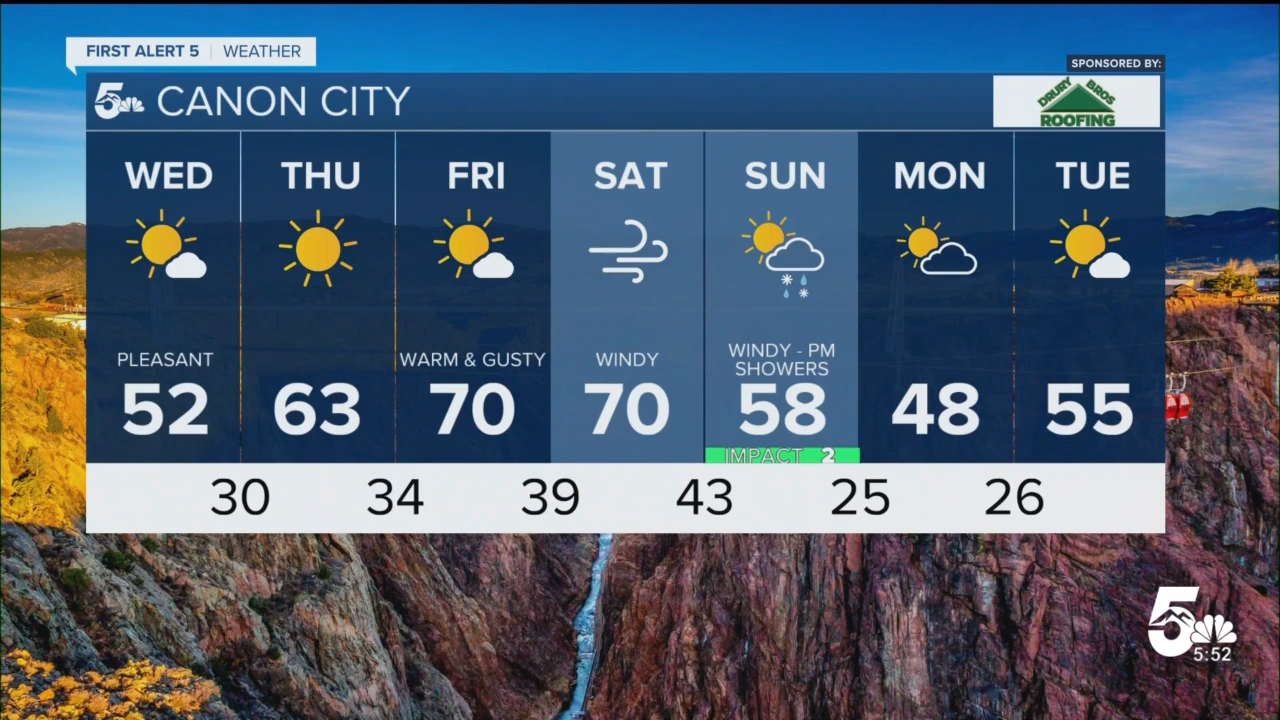 FIRST ALERT 5 | WEATHER
SPONSORED BY:
5 CANON CITY
DRURY BROS
ROOFING
WED THU FRI SAT SUN MON TUE
PLEASANT WARM & GUSTY WINDY WINDY - PM
SHOWERS
52 63 70 70 58 48 55
IMPACT 2
30 34 39 43 25 26
5
5:52